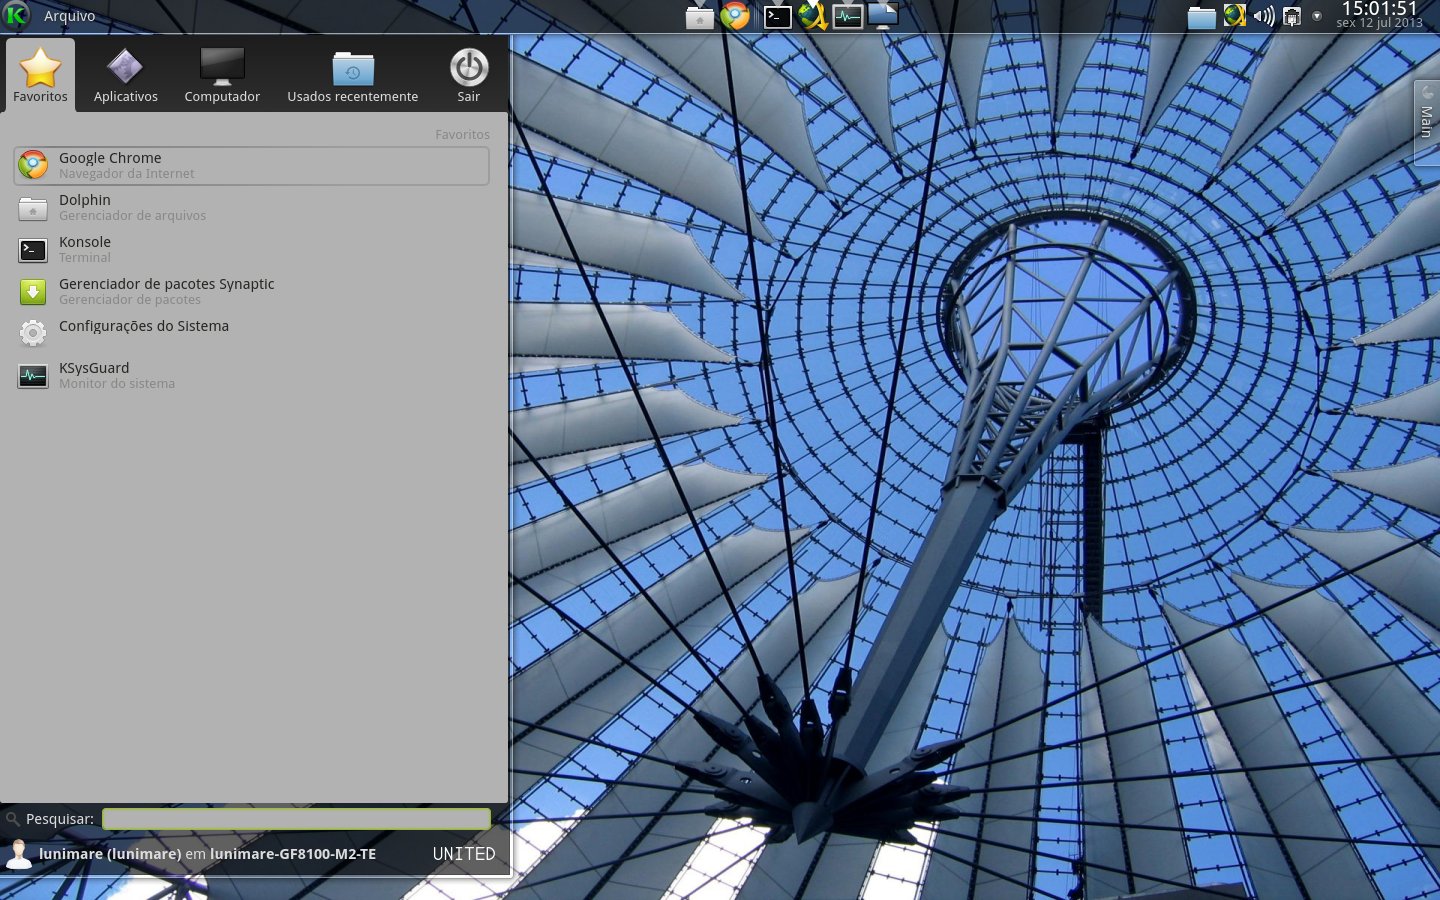 Arquivo
15:01:51
sex 12 jul 2013
Main
Favoritos
Aplicativos
Computador
Usados recentemente
Sair
Favoritos
Google Chrome
Navegador da Internet
Dolphin
Gerenciador de arquivos
Konsole
Terminal
Gerenciador de pacotes Synaptic
Gerenciador de pacotes
Configurações do Sistema
KSysGuard
Monitor do sistema
Pesquisar:
lunimare (lunimare) em lunimare-GF8100-M2-TE
UNITED